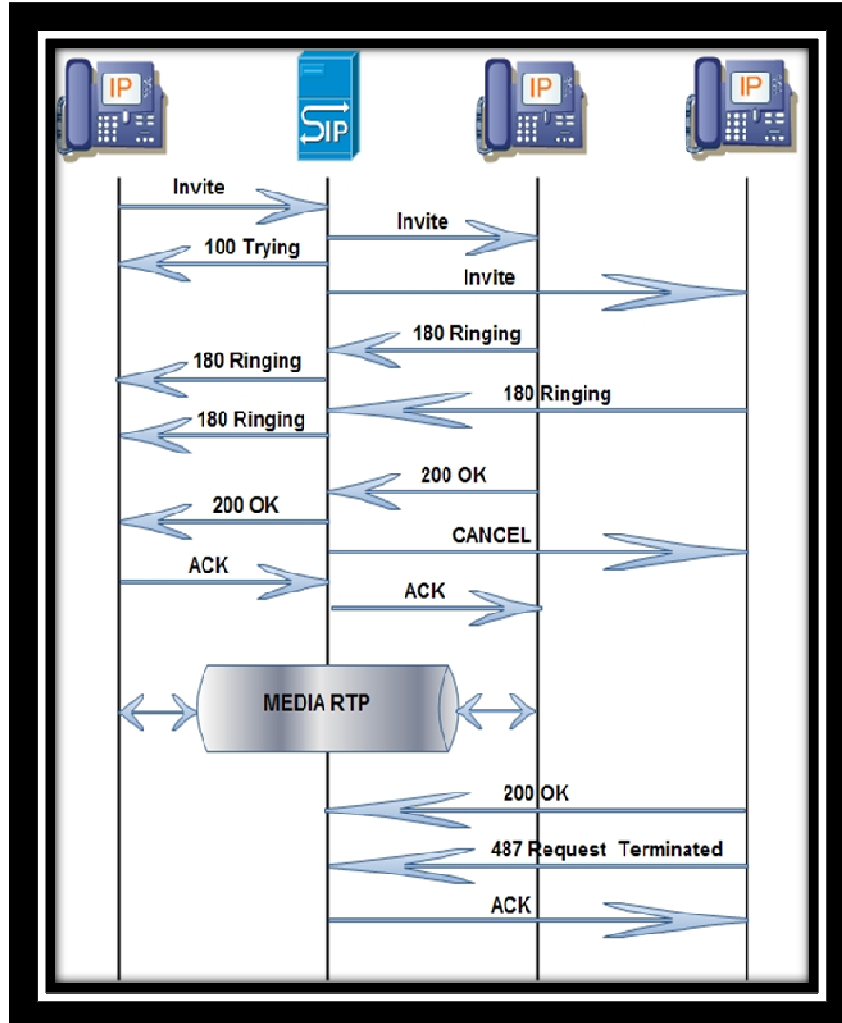 IP
SIP
IP
IP
Invite
Invite
100 Trying
Invite
180 Ringing
180 Ringing
180 Ringing
180 Ringing
200 OK
200 OK
CANCEL
ACK
ACK
MEDIA RTP
200 OK
487 Request Terminated
ACK